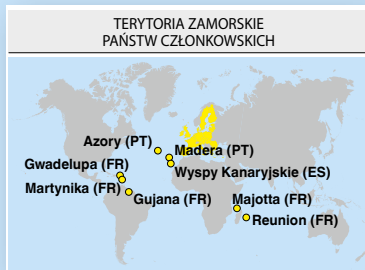 TERYTORIA ZAMORSKIE
PAŃSTW CZŁONKOWSKICH
Azory (PT)
Madera (PT)
Gwadelupa (FR)
Wyspy Kanaryjskie (ES)
Martynika (FR)
Gujana (FR)
Majotta (FR)
Reunion (FR)